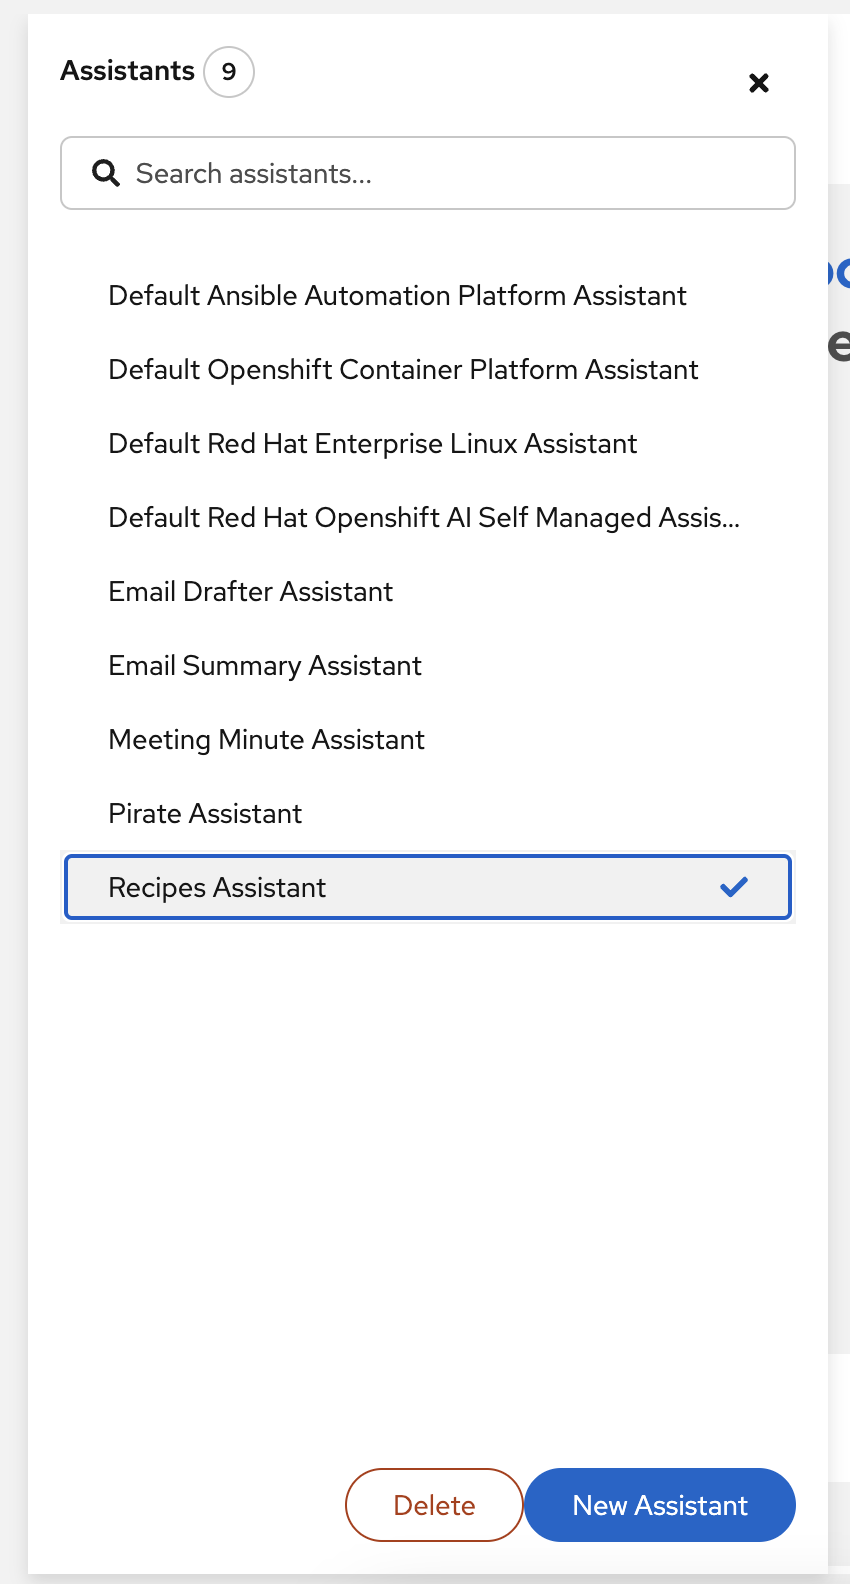 Assistants 9
Search assistants...
Default Ansible Automation Platform Assistant
Default Openshift Container Platform Assistant
Default Red Hat Enterprise Linux Assistant
Default Red Hat Openshift AI Self Managed Assis...
Email Drafter Assistant
Email Summary Assistant
Meeting Minute Assistant
Pirate Assistant
Recipes Assistant
Delete
New Assistant